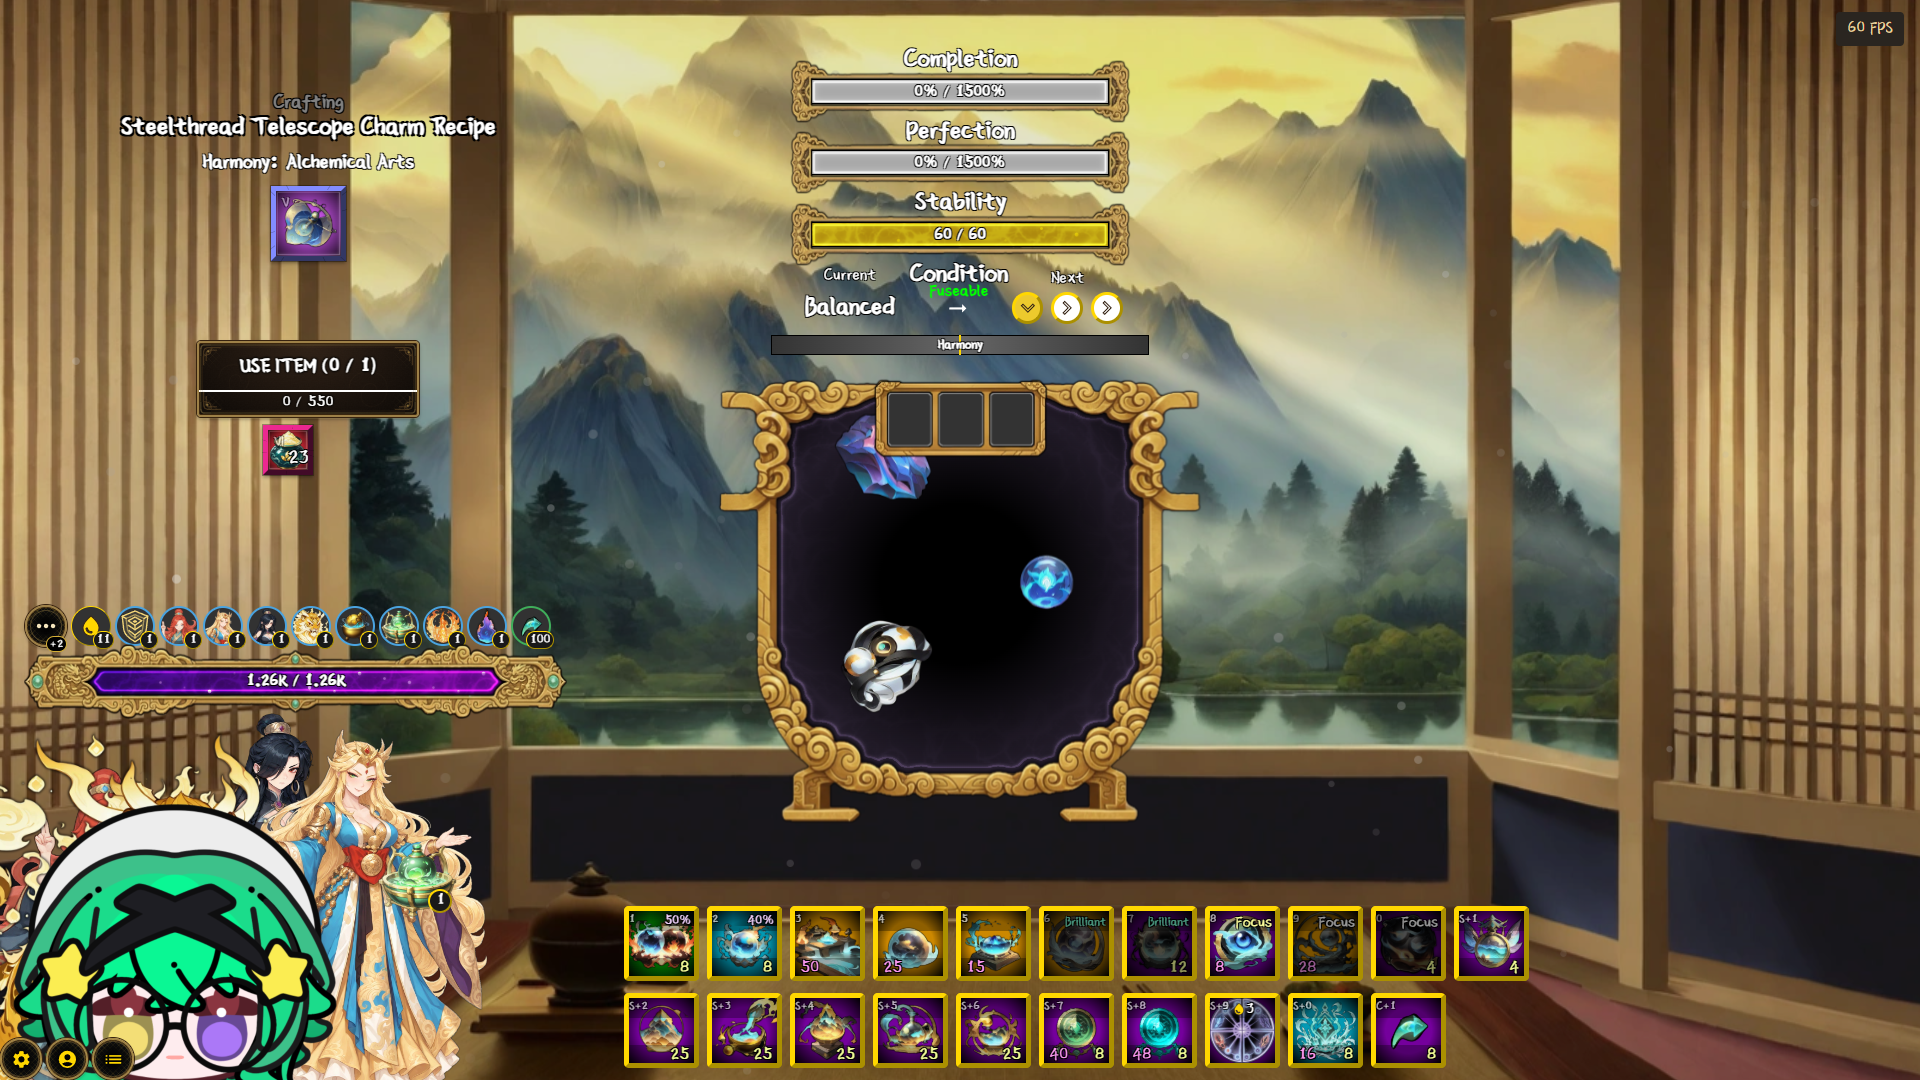 60 FPS
Crafting
Steelthread Telescope Charm Recipe
Harmony: Alchemical Arts
V
USE ITEM (0 / 1)
0 / 550
VI
23
Completion
0% / 1500%
Perfection
0% / 1500%
Stability
60 / 60
Current
Condition
Next
Fuseable
Balanced
Harmony
+2
11
1
1
1
1
1
1
1
1
1
100
1.26K / 1.26K
1
1 50% 8
2 40% 8
3 50
4 25
5 15
6 Brilliant
7 Brilliant 12
8 Focus 8
9 Focus 28
0 Focus 4
S+1 4
S+2 25
S+3 25
S+4 25
S+5 25
S+6 25
S+7 40 8
S+8 48 8
S+9 3
S+0 16 8
C+1 8